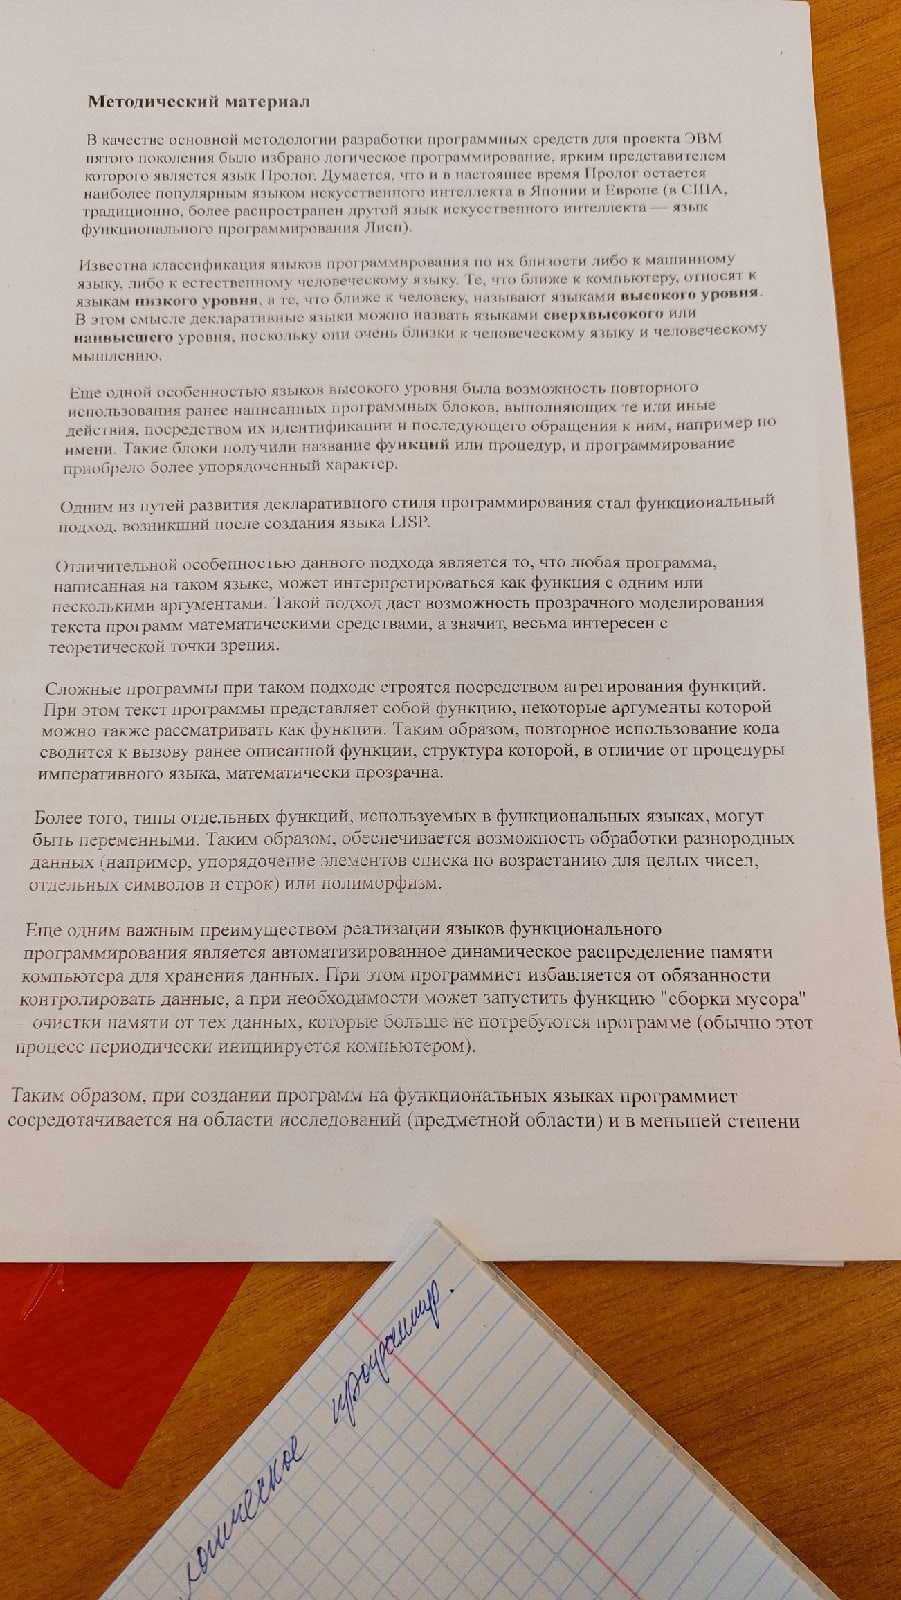 Методический материал
В качестве основной методологии разработки программных средств для проекта ЭВМ
пятого поколения было избрано логическое программирование, ярким представителем
которого является язык Пролог. Думается, что и в настоящее время Пролог остается
наиболее популярным языком искусственного интеллекта в Японии и Европе (в США,
традиционно, более распространен другой язык искусственного интеллекта — язык
функционального программирования Лисп).
Известна классификация языков программирования по их близости либо к машинному
языку, либо к естественному человеческому языку. Те, что ближе к компьютеру, относят к
языкам низкого уровня, а те, что ближе к человеку, называют языками высокого уровня.
В этом смысле декларативные языки можно назвать языками сверхвысокого или
наивысшего уровня, поскольку они очень близки к человеческому языку и человеческому
мышлению.
Еще одной особенностью языков высокого уровня была возможность повторного
использования ранее написанных программных блоков, выполняющих те или иные
действия, посредством их идентификации и последующего обращения к ним, например по
имени. Такие блоки получили название функций или процедур, и программирование
приобрело более упорядоченный характер.
Одним из путей развития декларативного стиля программирования стал функциональный
подход, возникший после создания языка LISP.
Отличительной особенностью данного подхода является то, что любая программа,
написанная на таком языке, может интерпретироваться как функция с одним или
несколькими аргументами. Такой подход дает возможность прозрачного моделирования
текста программ математическими средствами, а значит, весьма интересен с
теоретической точки зрения.
Сложные программы при таком подходе строятся посредством агрегирования функций.
При этом текст программы представляет собой функцию, некоторые аргументы которой
можно также рассматривать как функции. Таким образом, повторное использование кода
сводится к вызову ранее описанной функции, структура которой, в отличие от процедуры
императивного языка, математически прозрачна.
Более того, типы отдельных функций, используемых в функциональных языках, могут
быть переменными. Таким образом, обеспечивается возможность обработки разнородных
данных (например, упорядочение элементов списка по возрастанию для целых чисел,
отдельных символов и строк) или полиморфизм.
Еще одним важным преимуществом реализации языков функционального
программирования является автоматизированное динамическое распределение памяти
компьютера для хранения данных. При этом программист избавляется от обязанности
контролировать данные, а при необходимости может запустить функцию "сборки мусора"
– очистки памяти от тех данных, которые больше не потребуются программе (обычно этот
процесс периодически инициируется компьютером).
Таким образом, при создании программ на функциональных языках программист
сосредотачивается на области исследований (предметной области) и в меньшей степени
логическое программир.